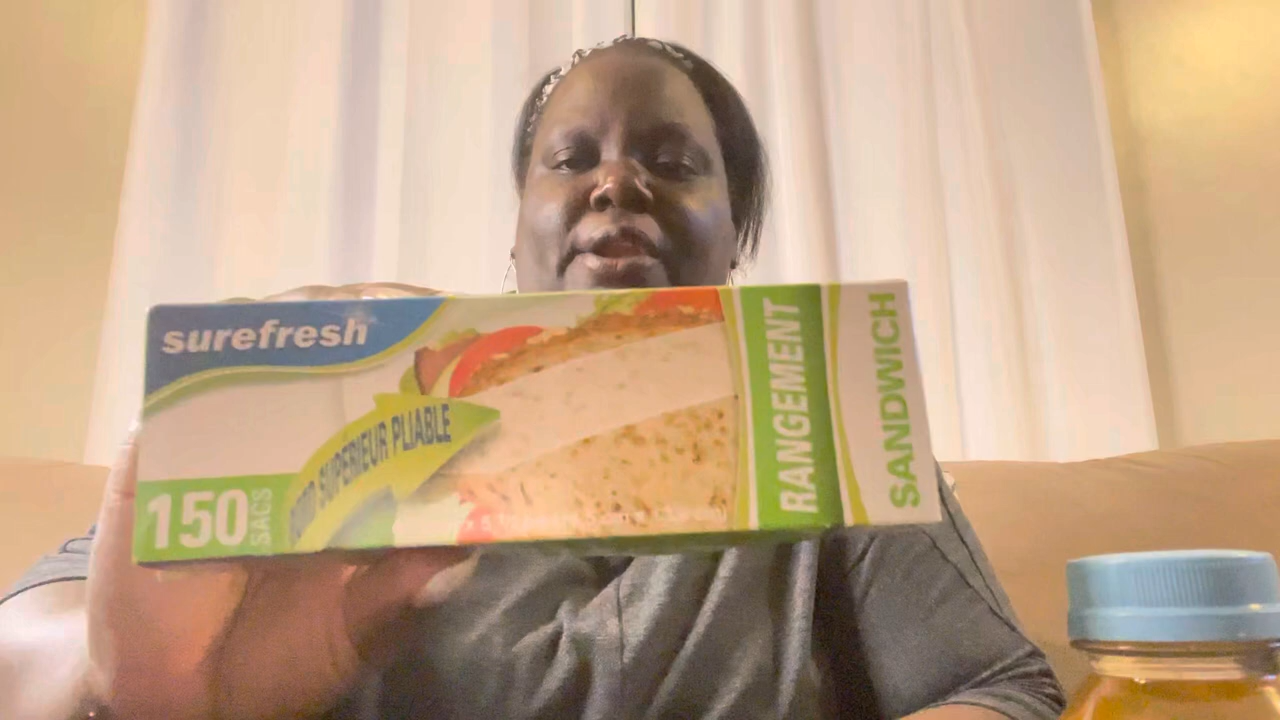 surefresh
SUPÉRIEUR PLIABLE
150
SACS
RANGEMENT
SANDWICH